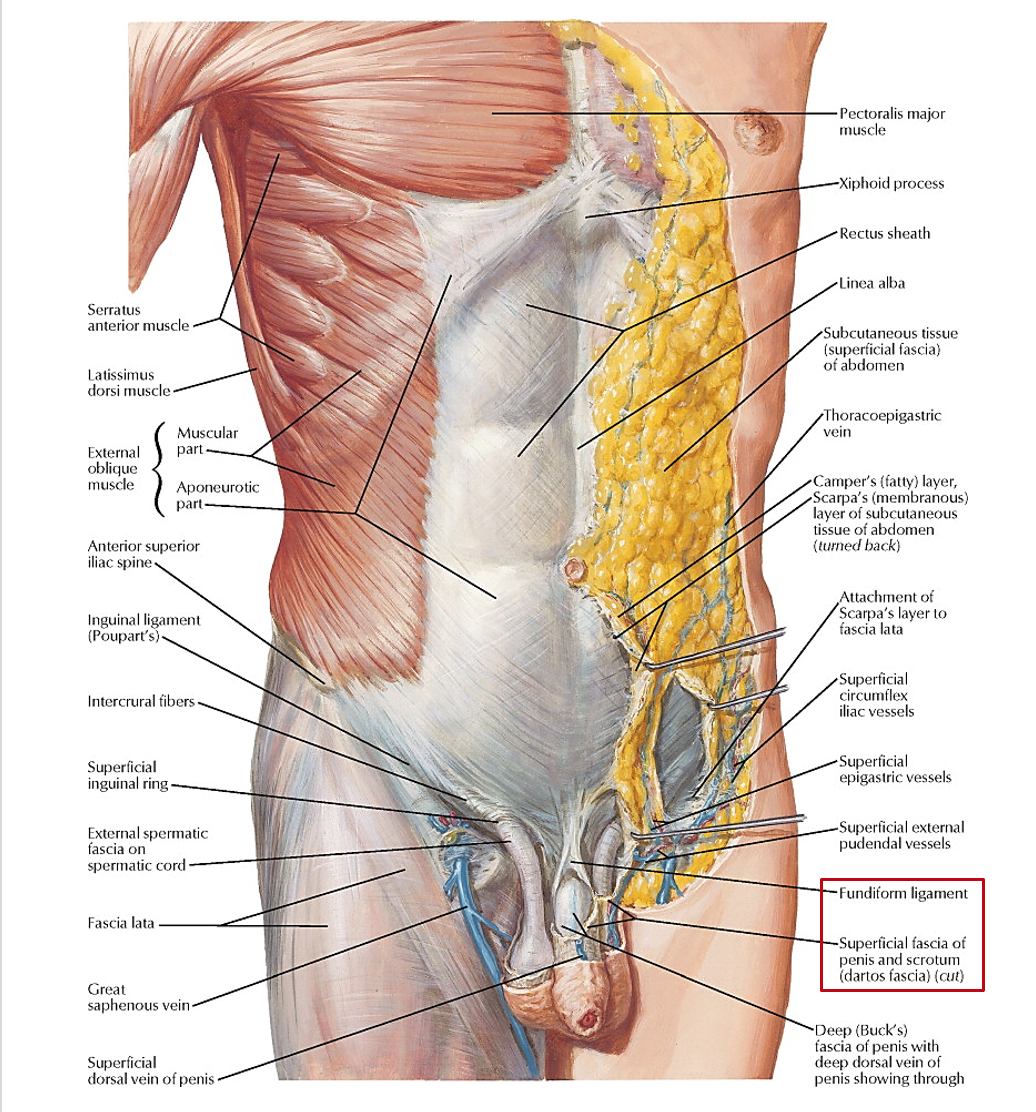 Pectoralis major
muscle
Xiphoid process
Rectus sheath
Linea alba
Subcutaneous tissue
(superficial fascia)
of abdomen
Thoracoepigastric
vein
Camper's (fatty) layer,
Scarpa's (membranous)
layer of subcutaneous
tissue of abdomen
(turned back)
Attachment of
Scarpa's layer to
fascia lata
Superficial
circumflex
iliac vessels
Superficial
epigastric vessels
Superficial external
pudendal vessels
Fundiform ligament
Superficial fascia of
penis and scrotum
(dartos fascia) (cut)
Deep (Buck's)
fascia of penis with
deep dorsal vein of
penis showing through
Serratus
anterior muscle
Latissimus
dorsi muscle
External
oblique
muscle
Muscular
part
Aponeurotic
part
Anterior superior
iliac spine
Inguinal ligament
(Poupart's)
Intercrural fibers
Superficial
inguinal ring
External spermatic
fascia on
spermatic cord
Fascia lata
Great
saphenous vein
Superficial
dorsal vein of penis